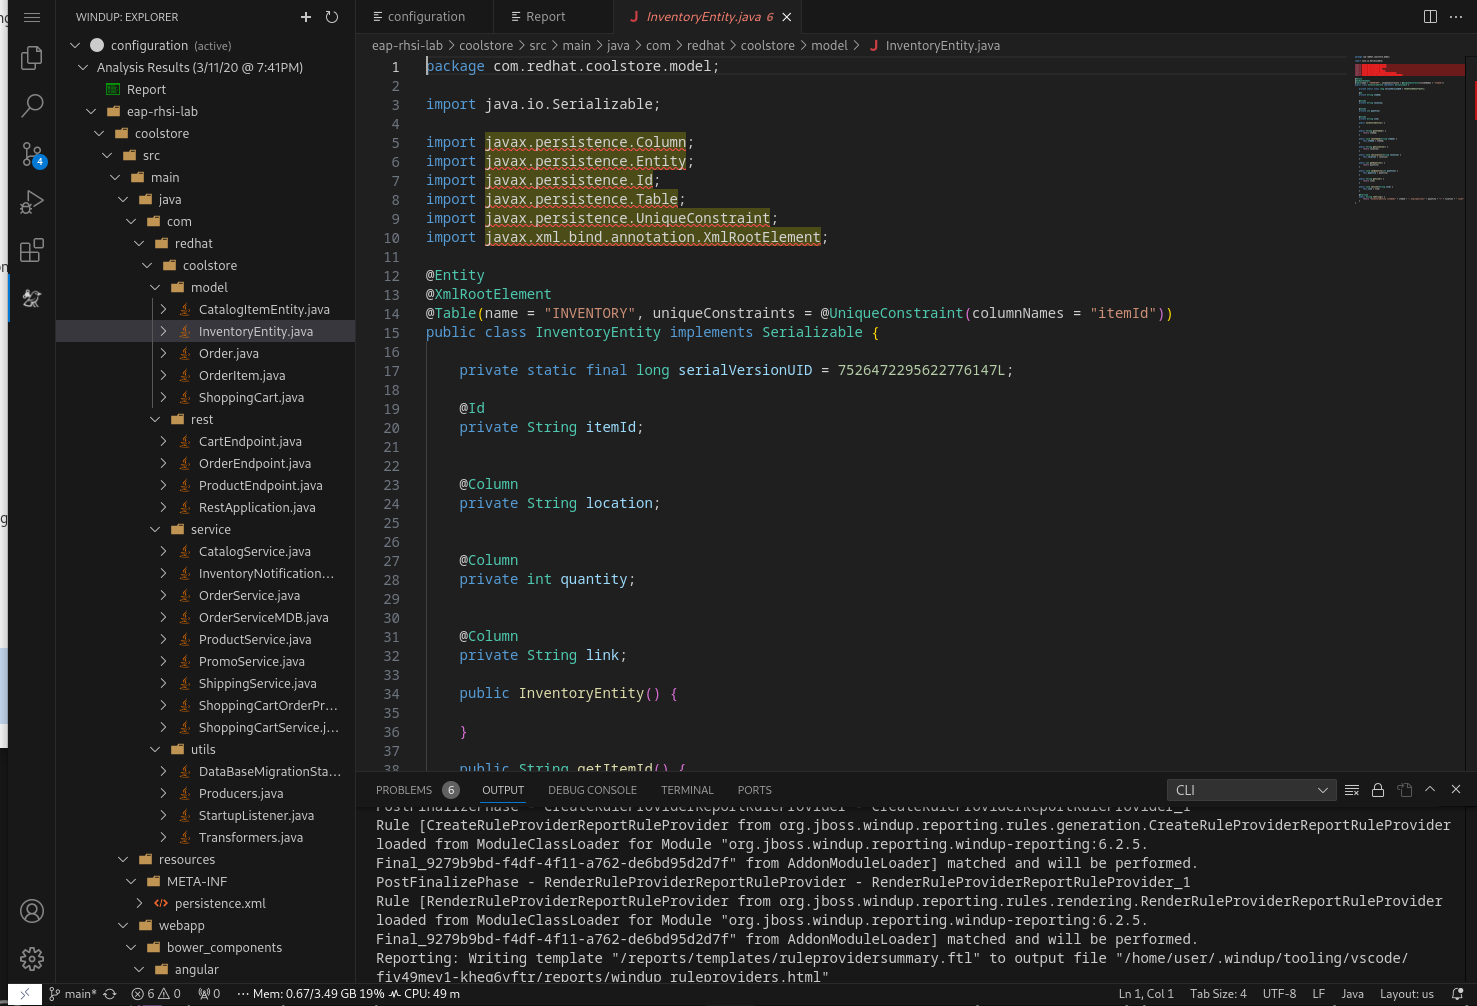 WINDUP: EXPLORER
configuration (active)
Analysis Results (3/11/20 @ 7:41PM)
Report
eap-rhsi-lab
coolstore
src
main
java
com
redhat
coolstore
model
CatalogItemEntity.java
InventoryEntity.java
Order.java
OrderItem.java
ShoppingCart.java
rest
CartEndpoint.java
OrderEndpoint.java
ProductEndpoint.java
RestApplication.java
service
CatalogService.java
InventoryNotification...
OrderService.java
OrderServiceMDB.java
ProductService.java
PromoService.java
ShippingService.java
ShoppingCartOrderPr...
ShoppingCartService.j...
utils
DataBaseMigrationSta...
Producers.java
StartupListener.java
Transformers.java
resources
META-INF
persistence.xml
webapp
bower_components
angular
4
configuration
Report
InventoryEntity.java 6
eap-rhsi-lab > coolstore > src > main > java > com > redhat > coolstore > model > InventoryEntity.java
1 package com.redhat.coolstore.model;
2
3 import java.io.Serializable;
4
5 import javax.persistence.Column;
6 import javax.persistence.Entity;
7 import javax.persistence.Id;
8 import javax.persistence.Table;
9 import javax.persistence.UniqueConstraint;
10 import javax.xml.bind.annotation.XmlRootElement;
11
12 @Entity
13 @XmlRootElement
14 @Table(name = "INVENTORY", uniqueConstraints = @UniqueConstraint(columnNames = "itemId"))
15 public class InventoryEntity implements Serializable {
16
17 private static final long serialVersionUID = 7526472295622776147L;
18
19 @Id
20 private String itemId;
21
22
23 @Column
24 private String location;
25
26
27 @Column
28 private int quantity;
29
30
31 @Column
32 private String link;
33
34 public InventoryEntity() {
35
36 }
37
38 public String getItemId() {
PROBLEMS 6 OUTPUT DEBUG CONSOLE TERMINAL PORTS CLI
PostFinalizePhase - CreateRuleProviderReportRuleProvider - CreateRuleProviderReportRuleProvider_1
Rule [CreateRuleProviderReportRuleProvider from org.jboss.windup.reporting.rules.generation.CreateRuleProviderReportRuleProvider
loaded from ModuleClassLoader for Module "org.jboss.windup.reporting.windup-reporting:6.2.5.
Final_9279b9bd-f4df-4f11-a762-de6bd95d2d7f" from AddonModuleLoader] matched and will be performed.
PostFinalizePhase - RenderRuleProviderReportRuleProvider - RenderRuleProviderReportRuleProvider_1
Rule [RenderRuleProviderReportRuleProvider from org.jboss.windup.reporting.rules.rendering.RenderRuleProviderReportRuleProvider
loaded from ModuleClassLoader for Module "org.jboss.windup.reporting.windup-reporting:6.2.5.
Final_9279b9bd-f4df-4f11-a762-de6bd95d2d7f" from AddonModuleLoader] matched and will be performed.
Reporting: Writing template "/reports/templates/ruleprovidersummary.ftl" to output file "/home/user/.windup/tooling/vscode/
fiv49mev1-kheg6vftr/reports/windup_ruleproviders.html"
main* 6 0 0 Mem: 0.67/3.49 GB 19% CPU: 49 m Ln 1, Col 1 Tab Size: 4 UTF-8 LF Java Layout: us